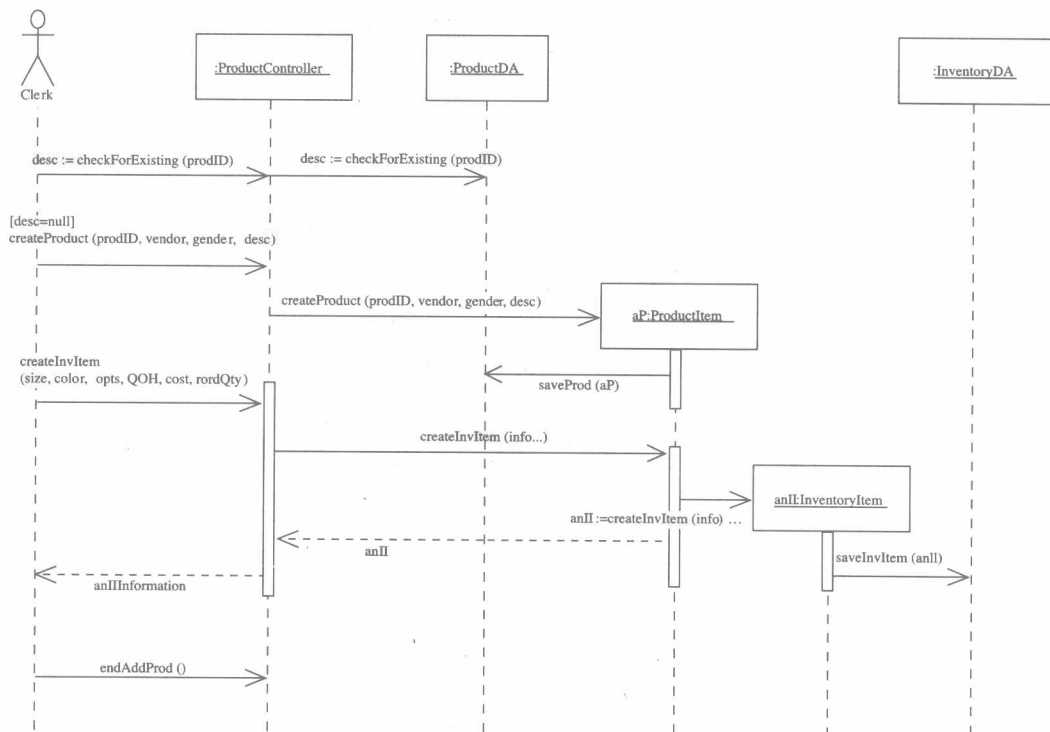 Clerk
:ProductController
:ProductDA
:InventoryDA
desc := checkForExisting (prodID)
desc := checkForExisting (prodID)
[desc=null]
createProduct (prodID, vendor, gender, desc)
createProduct (prodID, vendor, gender, desc)
aP:ProductItem
createInvItem
(size, color, opts, QOH, cost, rordQty)
saveProd (aP)
createInvItem (info...)
anII:InventoryItem
anII :=createInvItem (info) ...
anII
saveInvItem (anII)
anIIInformation
endAddProd ()